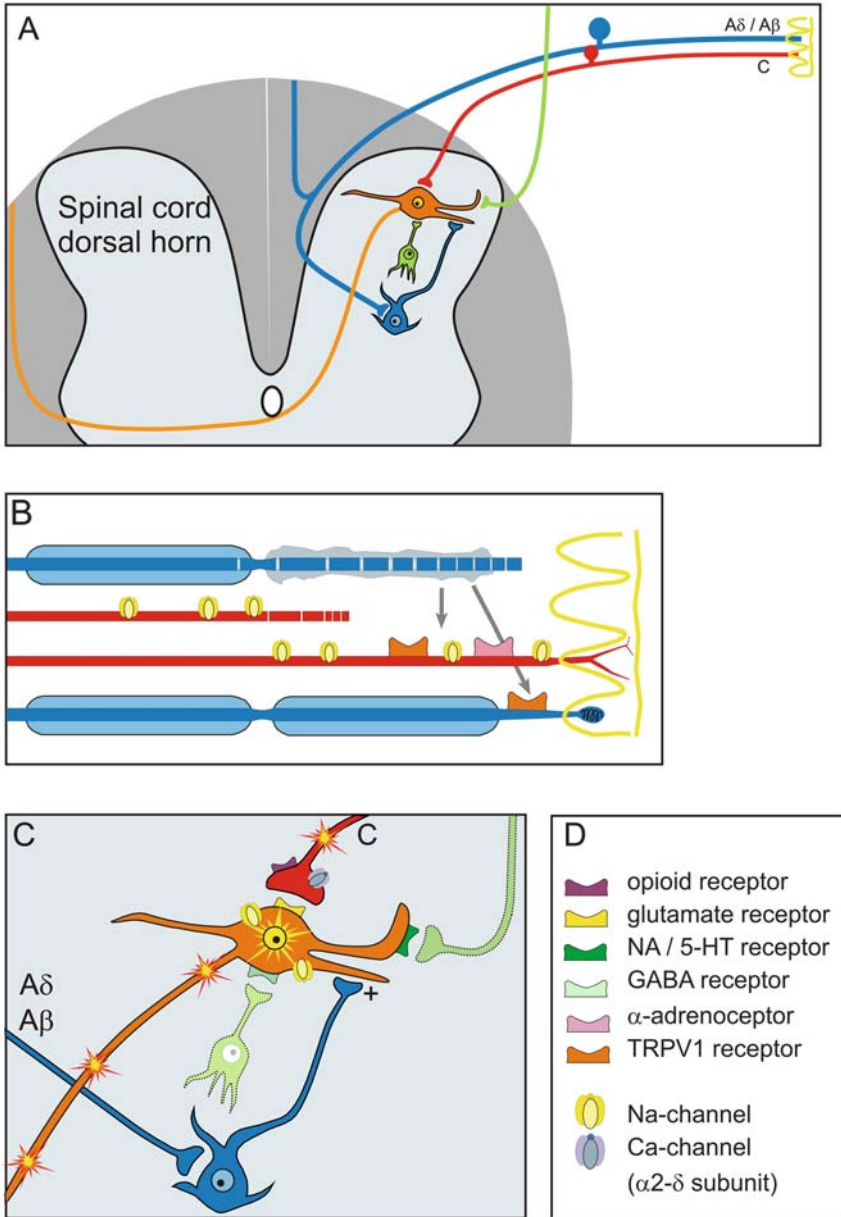 A
Aδ / Aβ
C
Spinal cord
dorsal horn
B
C
C
Aδ
Aβ
+
D
opioid receptor
glutamate receptor
NA / 5-HT receptor
GABA receptor
α-adrenoceptor
TRPV1 receptor
Na-channel
Ca-channel
(α2-δ subunit)